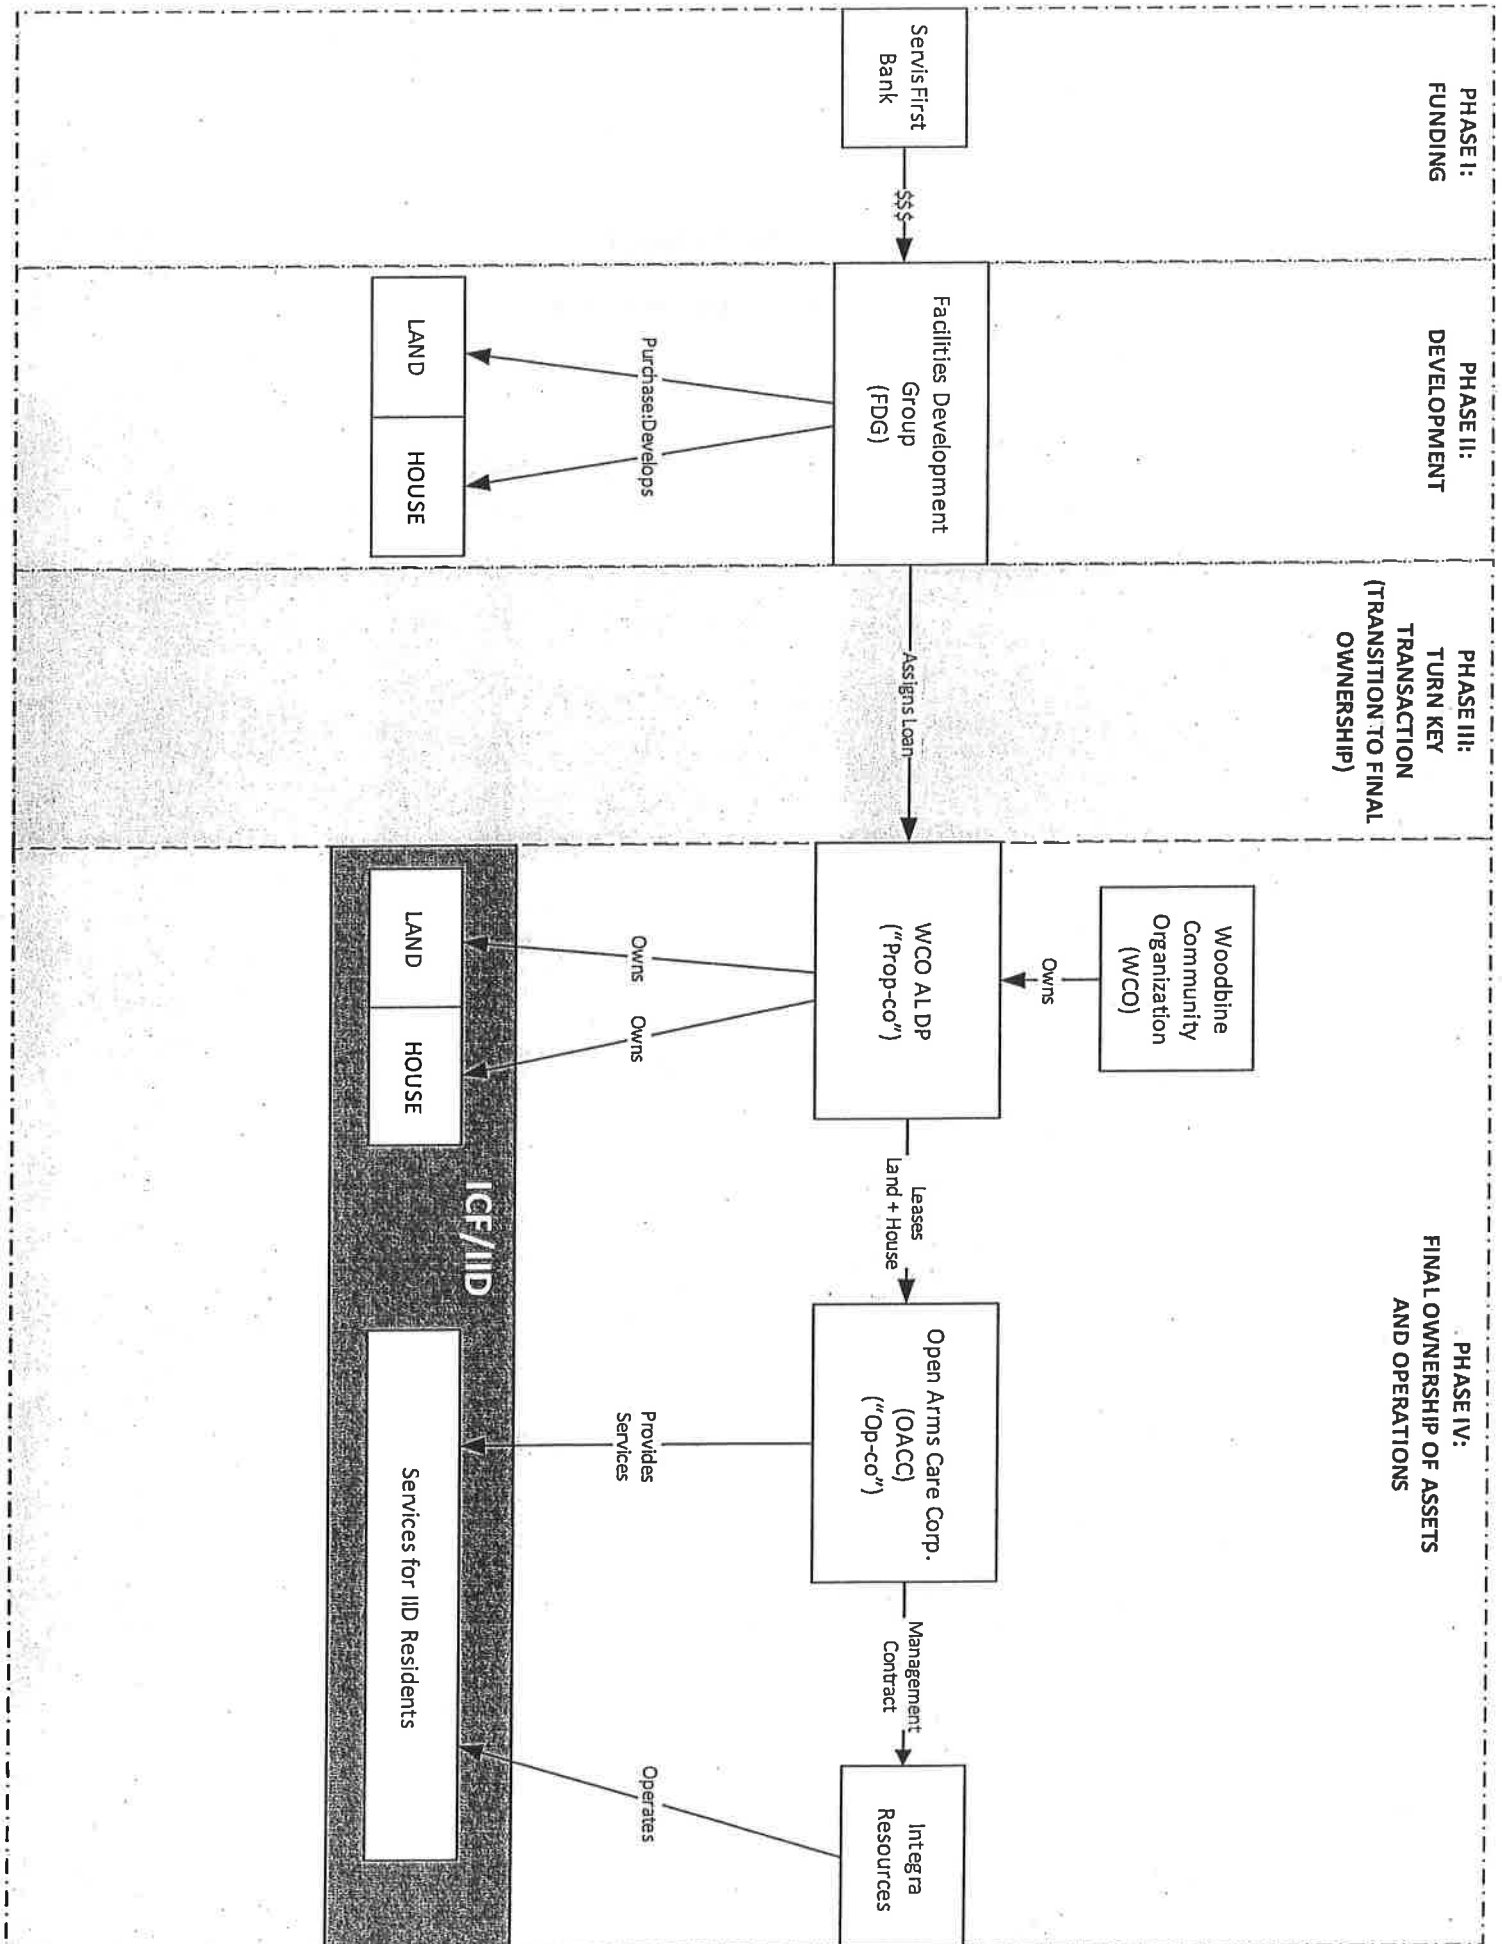 PHASE I:
FUNDING
PHASE II:
DEVELOPMENT
PHASE III:
TURN KEY
TRANSACTION
(TRANSITION TO FINAL
OWNERSHIP)
PHASE IV:
FINAL OWNERSHIP OF ASSETS
AND OPERATIONS
ServisFirst
Bank
$$$
Facilities Development
Group
(FDG)
Purchase:Develops
LAND
HOUSE
Assigns Loan
Woodbine
Community
Organization
(WCO)
Owns
WCO ALDP
("Prop-co")
Owns
Owns
LAND
HOUSE
Leases
Land + House
Open Arms Care Corp.
(OACC)
("Op-co")
Provides
Services
Management
Contract
Integra
Resources
Operates
ICF/IID
Services for IID Residents